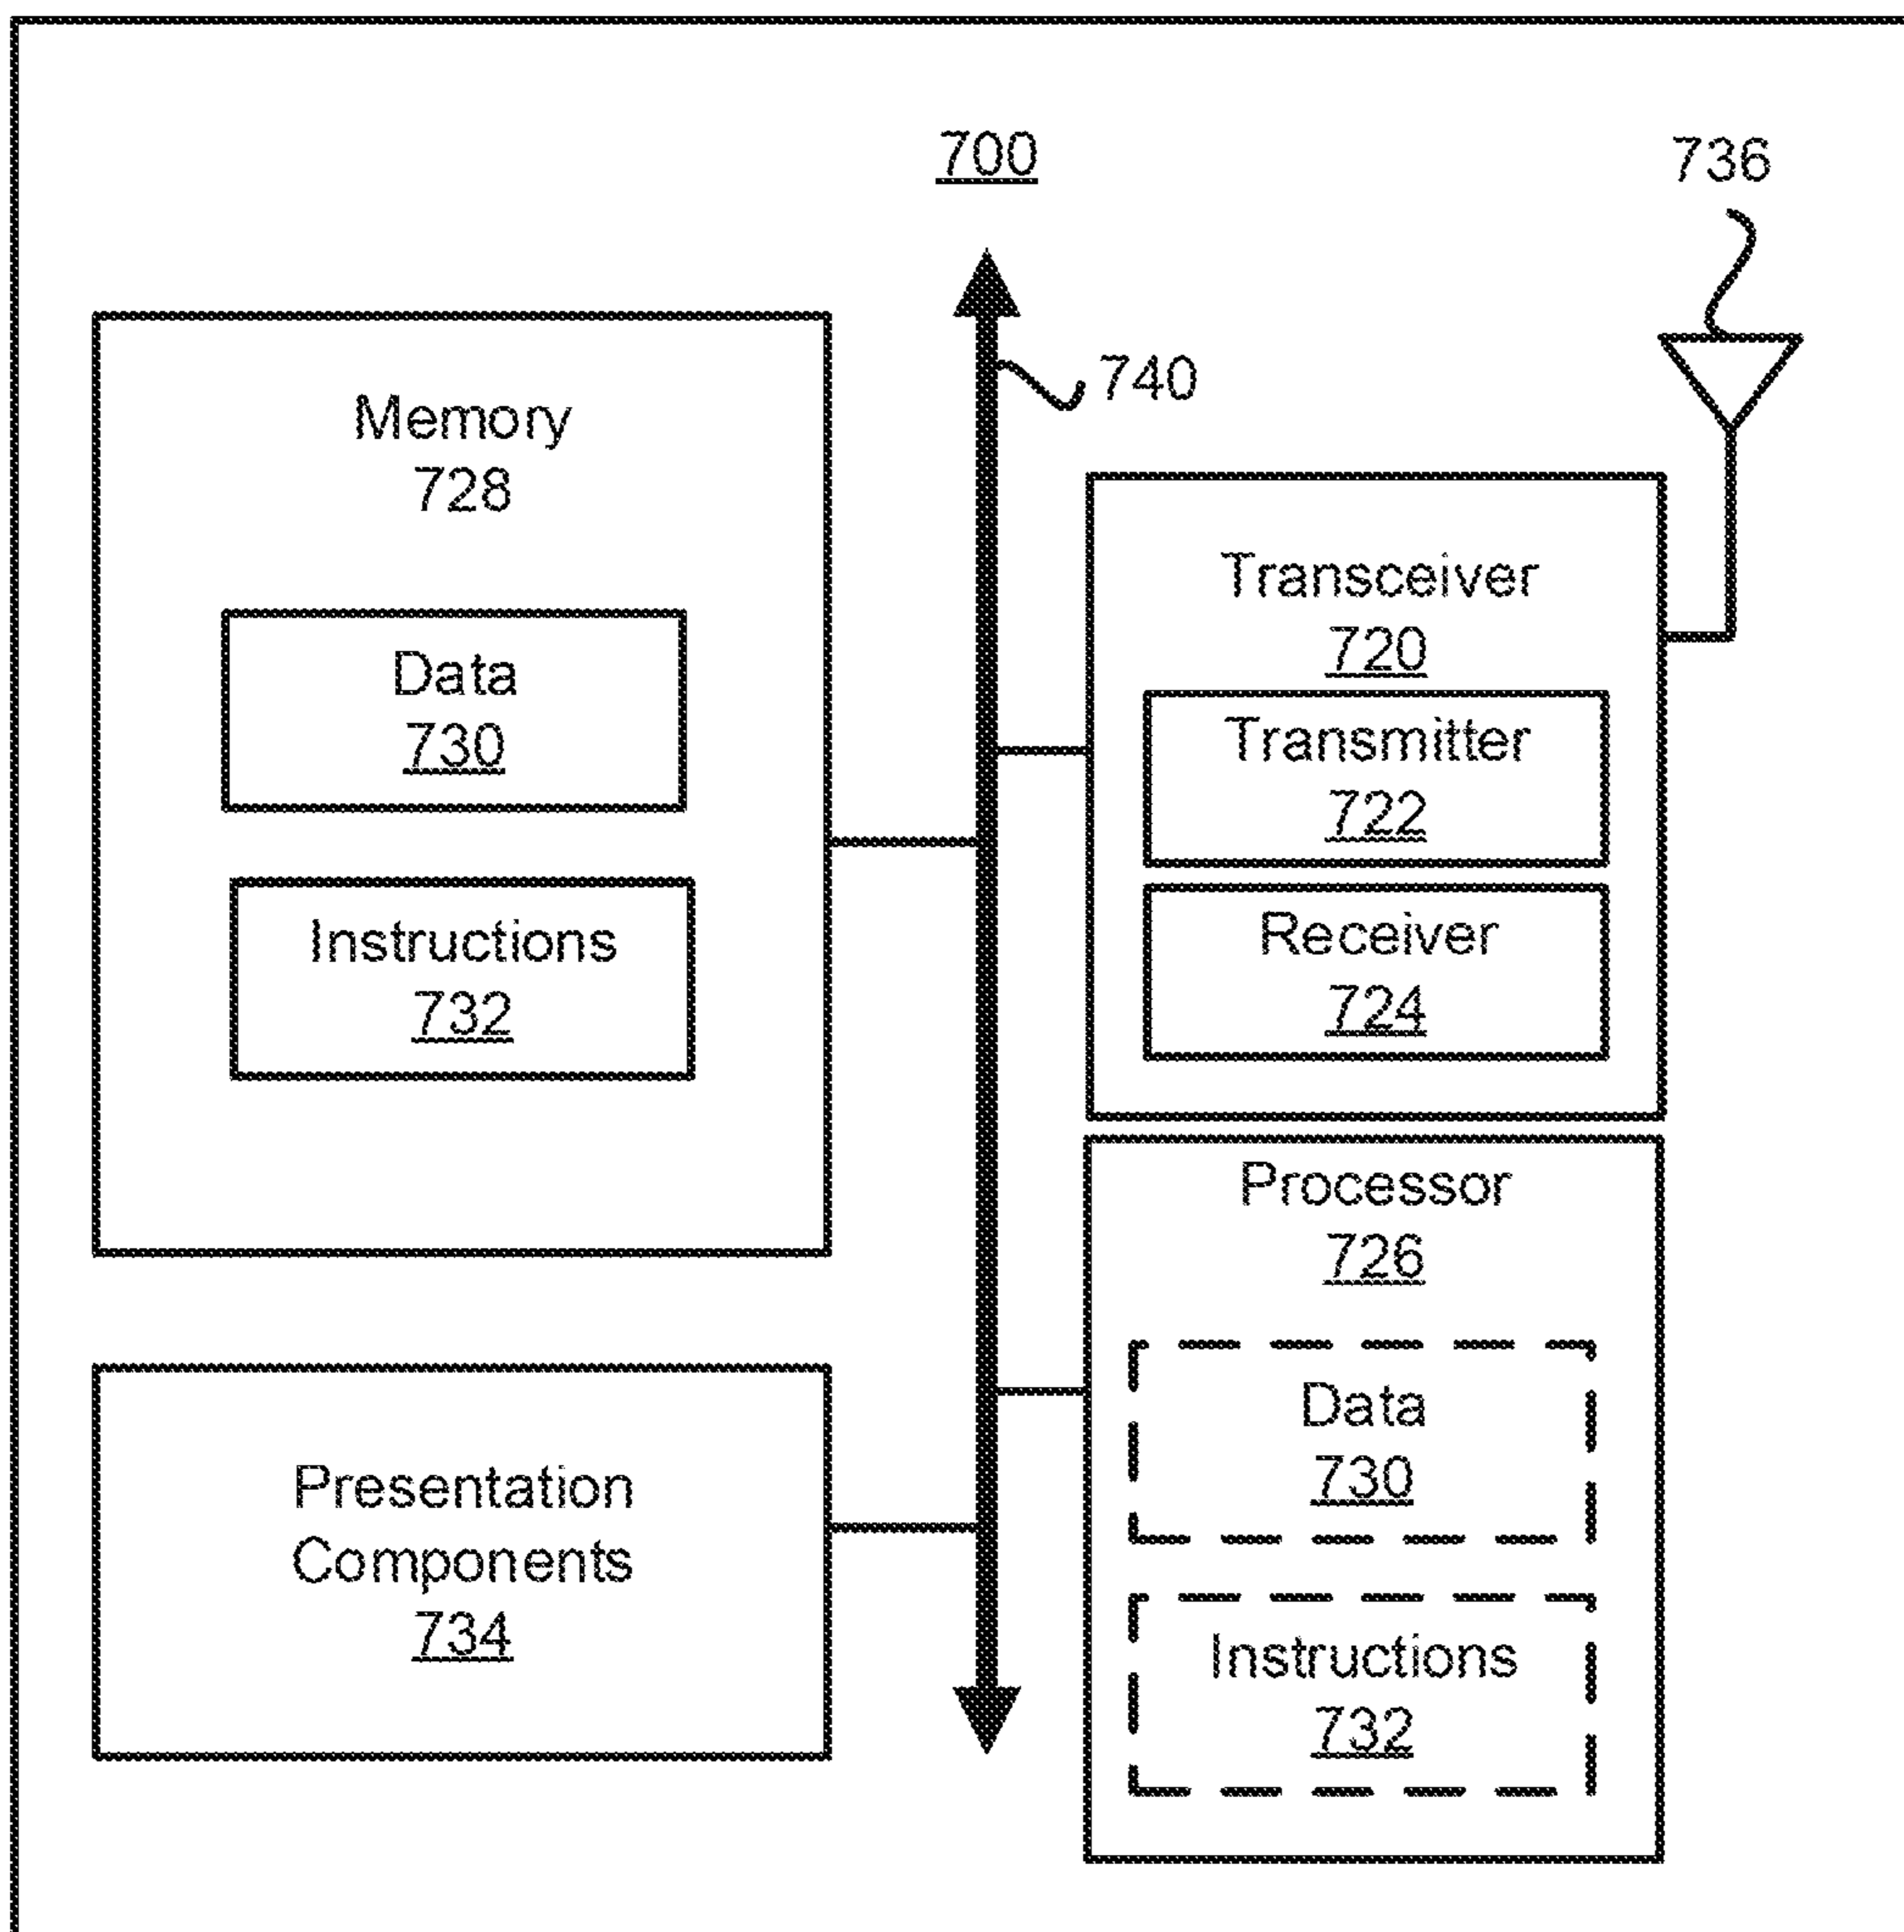 700
736
740
Memory
728
Data
730
Instructions
732
Transceiver
720
Transmitter
722
Receiver
724
Processor
726
Data
730
Instructions
732
Presentation
Components
734